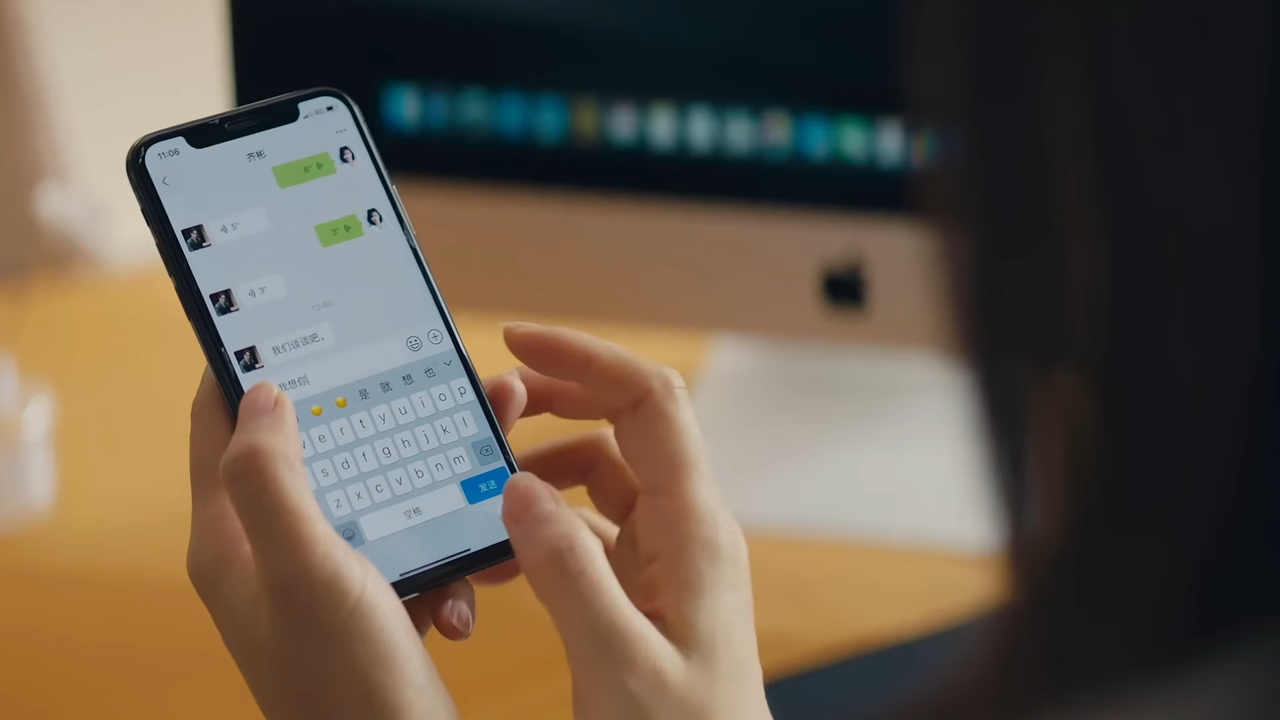 11:06
4G
齐彬
6"
5"
3"
3"
我们谈谈吧。
我想你
是 就 想 也
w e r t y u i o p
s d f g h j k l
z x c v b n m
空格 发送